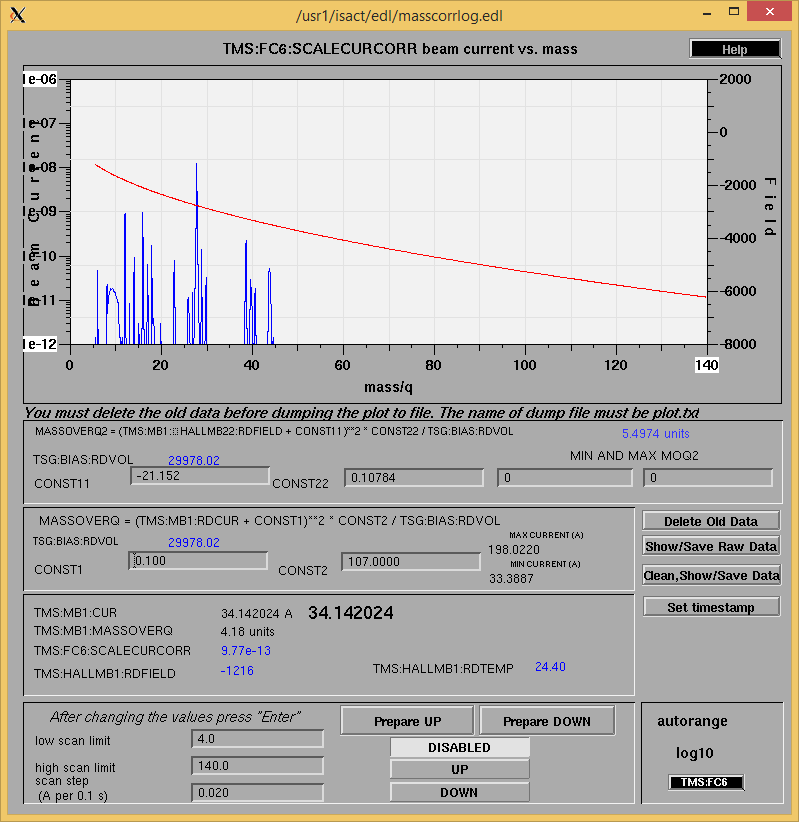 /usr1/isact/edl/masscorrlog.edl
TMS:FC6:SCALECURCORR beam current vs. mass
Help
1e-06
1e-07
1e-08
1e-09
1e-10
1e-11
1e-12
Beam Current
2000
0
-2000
-4000
-6000
-8000
Field
0 20 40 60 80 100 120 140
mass/q
You must delete the old data before dumping the plot to file. The name of dump file must be plot.txt
MASSOVERQ2 = (TMS:MB1:□HALLMB22:RDFIELD + CONST11)**2 * CONST22 / TSG:BIAS:RDVOL
5.4974 units
TSG:BIAS:RDVOL 29978.02
MIN AND MAX MOQ2
CONST11 -21.152 CONST22 0.10784 0 0
MASSOVERQ = (TMS:MB1:RDCUR + CONST1)**2 * CONST2 / TSG:BIAS:RDVOL
TSG:BIAS:RDVOL 29978.02
MAX CURRENT (A)
198.0220
MIN CURRENT (A)
33.3887
CONST1 0.100 CONST2 107.0000
Delete Old Data
Show/Save Raw Data
Clean,Show/Save Data
Set timestamp
TMS:MB1:CUR 34.142024 A 34.142024
TMS:MB1:MASSOVERQ 4.18 units
TMS:FC6:SCALECURCORR 9.77e-13
TMS:HALLMB1:RDFIELD -1216
TMS:HALLMB1:RDTEMP 24.40
After changing the values press "Enter"
low scan limit 4.0
high scan limit 140.0
scan step
(A per 0.1 s) 0.020
Prepare UP Prepare DOWN
DISABLED
UP
DOWN
autorange
log10
TMS:FC6